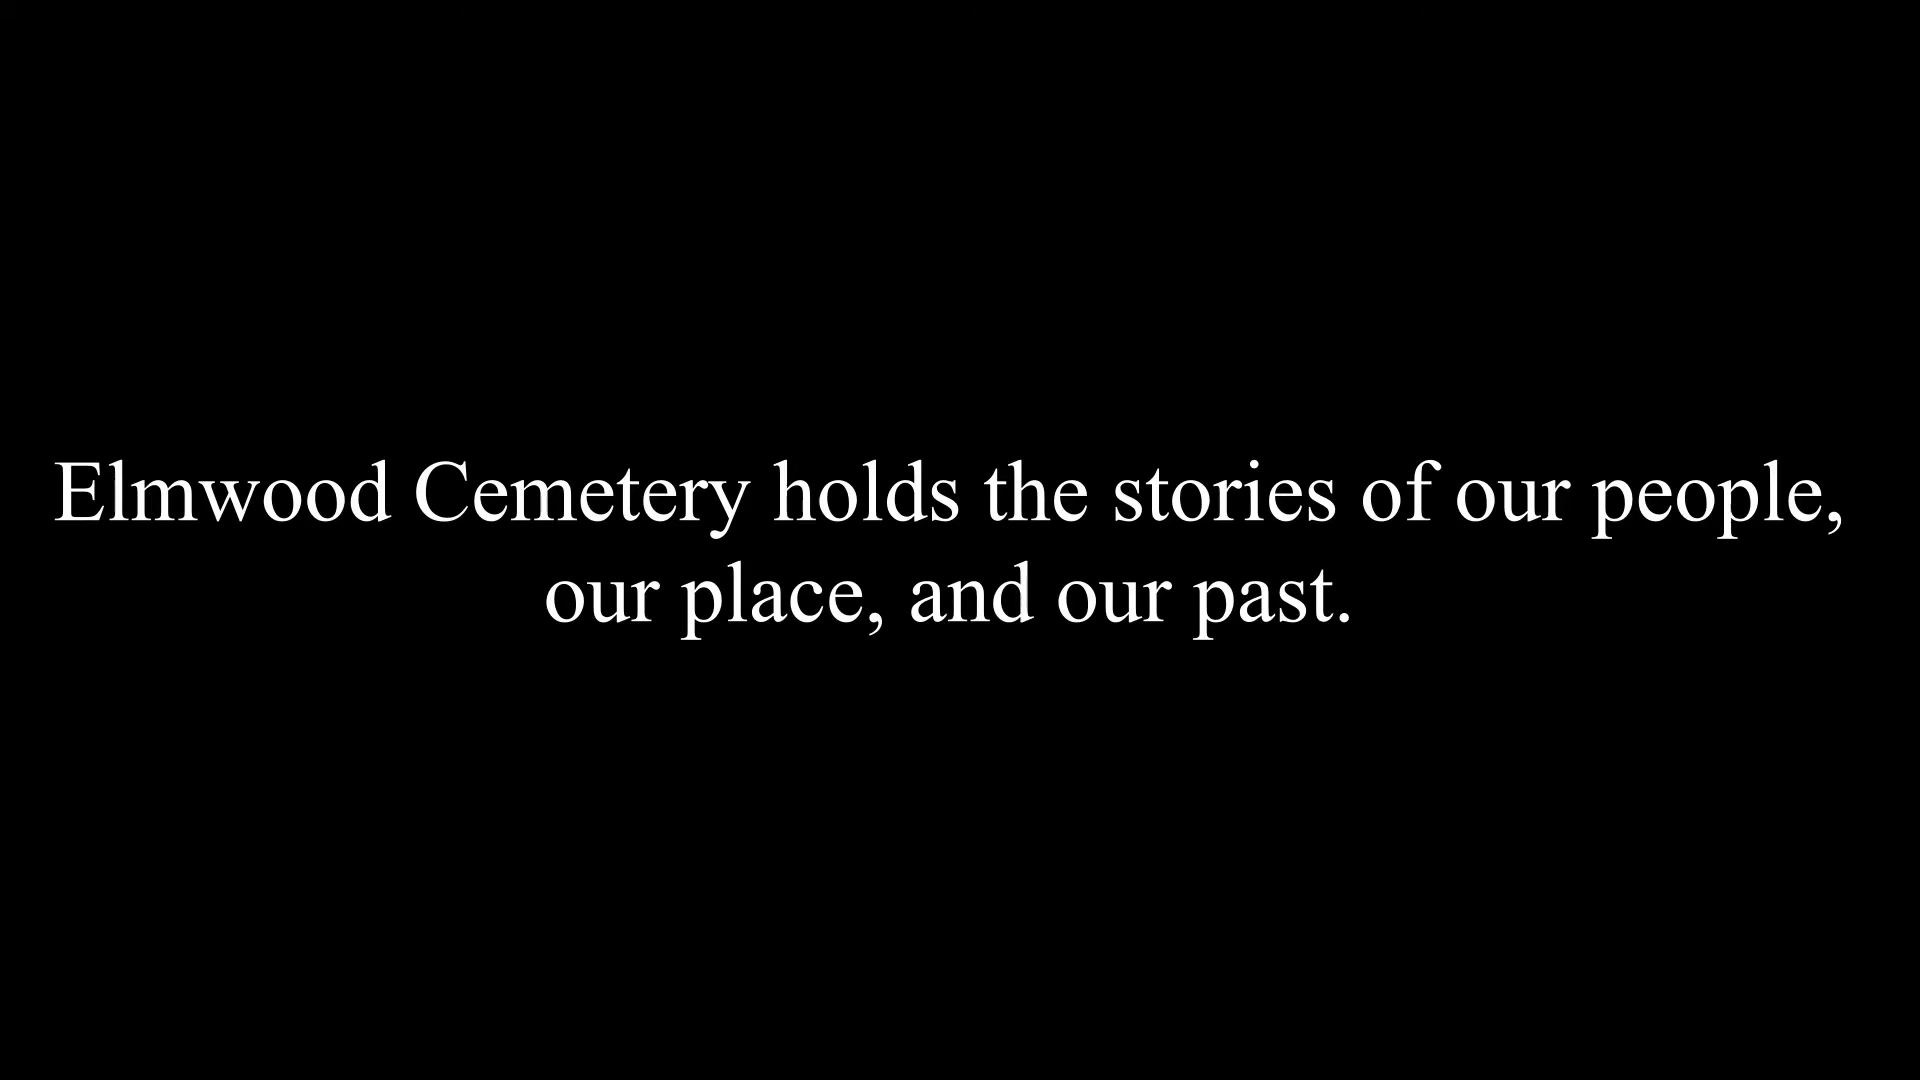 Elmwood Cemetery holds the stories of our people,
our place, and our past.